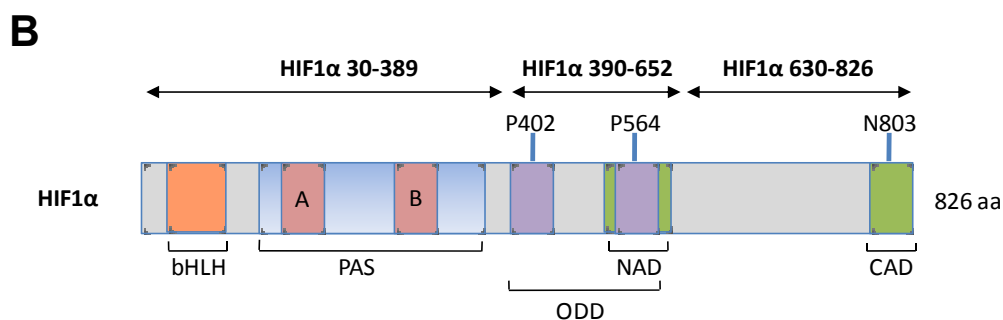 B
HIF1α 30-389 HIF1α 390-652 HIF1α 630-826
P402 P564 N803
HIF1α A B 826 aa
bHLH PAS NAD CAD
ODD